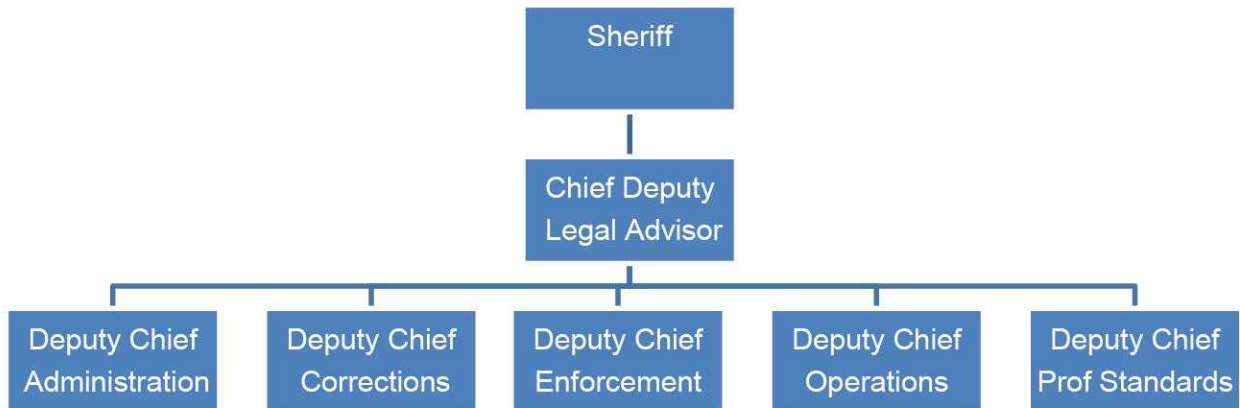 Sheriff
Chief Deputy
Legal Advisor
Deputy Chief
Administration
Deputy Chief
Corrections
Deputy Chief
Enforcement
Deputy Chief
Operations
Deputy Chief
Prof Standards